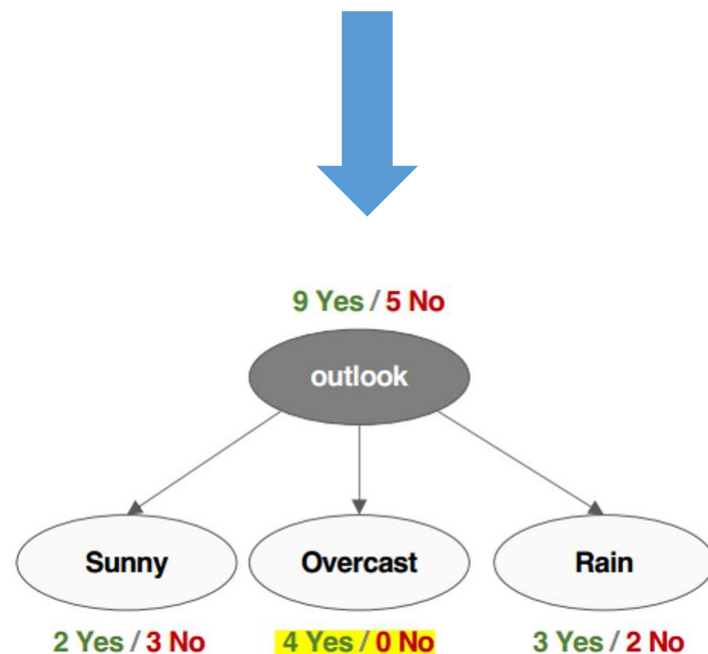 9 Yes / 5 No
outlook
Sunny
Overcast
Rain
2 Yes / 3 No
4 Yes / 0 No
3 Yes / 2 No